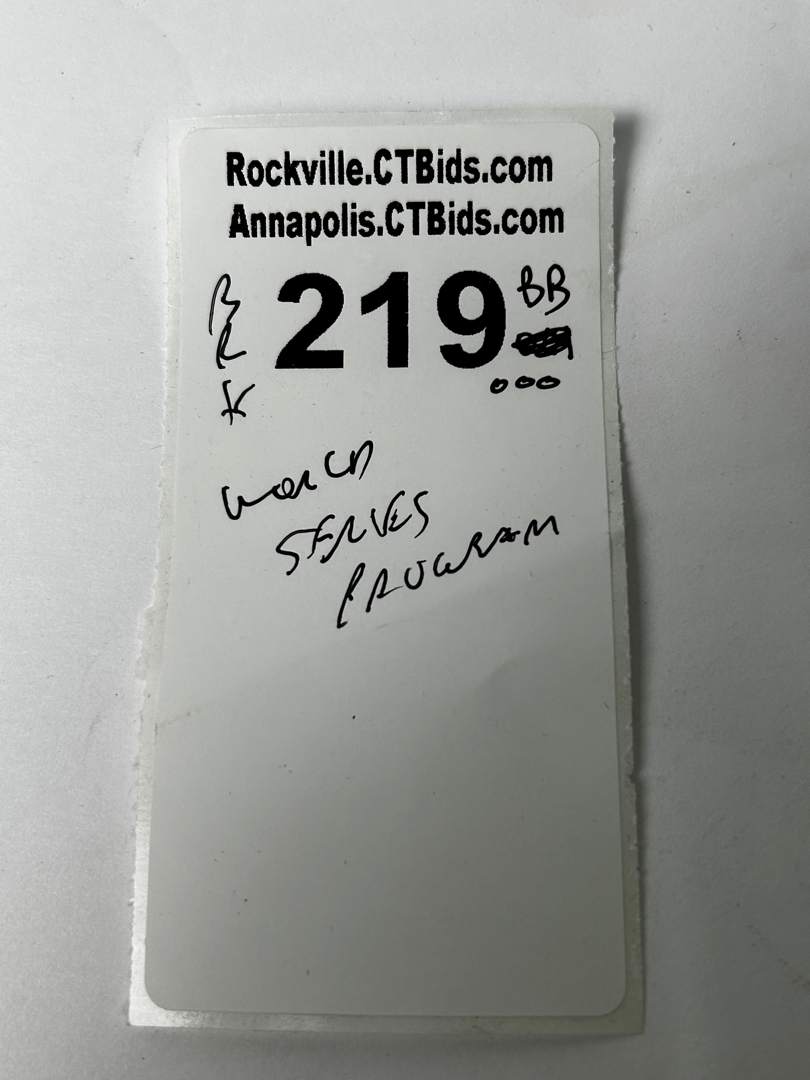 Rockville.CTBids.com
Annapolis.CTBids.com
219 BB
000
WORLD
SERIES
PROGRAM